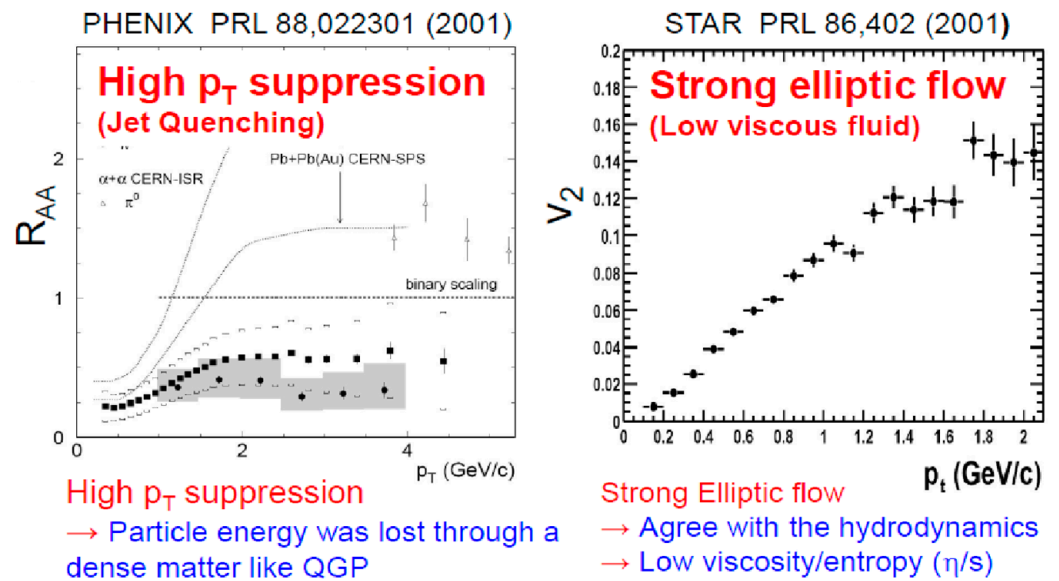 PHENIX PRL 88,022301 (2001)
High pT suppression
(Jet Quenching)
Pb+Pb(Au) CERN-SPS
α+α CERN-ISR
π0
binary scaling
RAA
2
1
0
0
2
4
pT (GeV/c)
High pT suppression
→ Particle energy was lost through a
dense matter like QGP
STAR PRL 86,402 (2001)
Strong elliptic flow
(Low viscous fluid)
v2
0.2
0.16
0.14
0.12
0.1
0.08
0.06
0.04
0.02
0
0 0.2 0.4 0.6 0.8 1 1.2 1.4 1.6 1.8 2
pt (GeV/c)
Strong Elliptic flow
→ Agree with the hydrodynamics
→ Low viscosity/entropy (η/s)